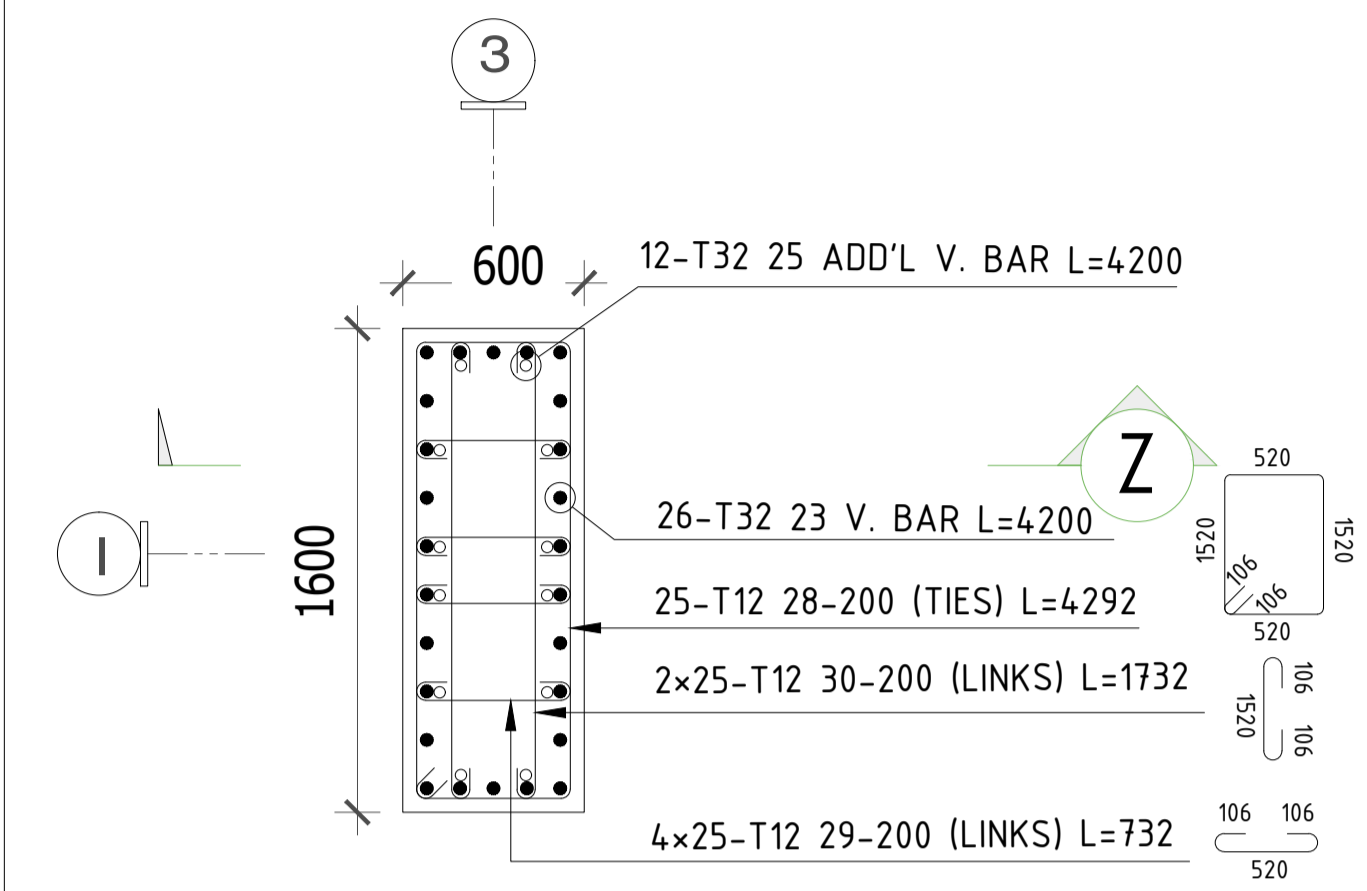 3
600
12-T32 25 ADD'L V. BAR L=4200
Z
520
1520
1520
106
106
520
26-T32 23 V. BAR L=4200
1
1600
25-T12 28-200 (TIES) L=4292
2×25-T12 30-200 (LINKS) L=1732
1520
106
106
4×25-T12 29-200 (LINKS) L=732
106 106
520